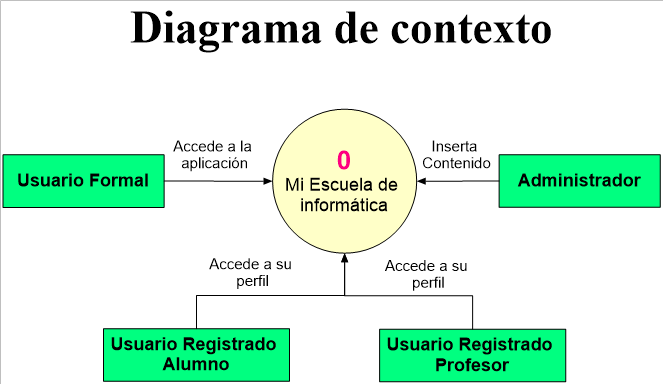 Diagrama de contexto
Accede a la
aplicación
Inserta
Contenido
0
Mi Escuela de
informática
Usuario Formal
Administrador
Accede a su
perfil
Accede a su
perfil
Usuario Registrado
Alumno
Usuario Registrado
Profesor